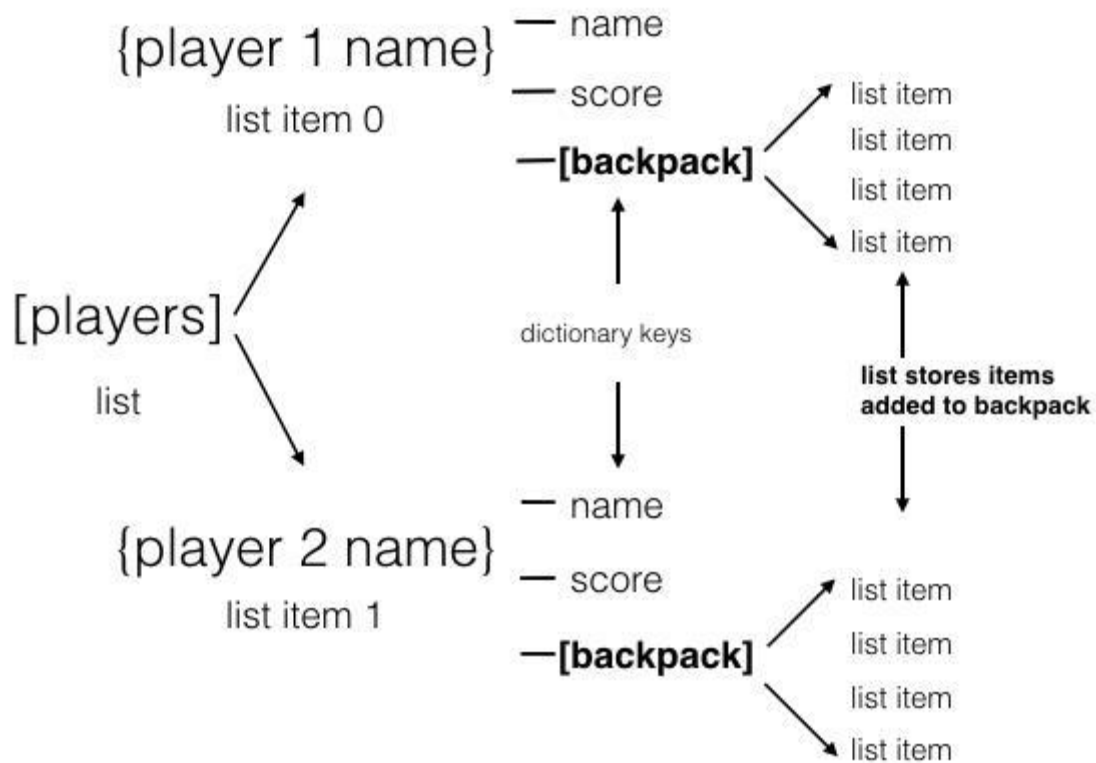 {player 1 name}
list item 0
name
score
[backpack]
list item
list item
list item
list item
[players]
list
dictionary keys
list stores items
added to backpack
{player 2 name}
list item 1
name
score
[backpack]
list item
list item
list item
list item